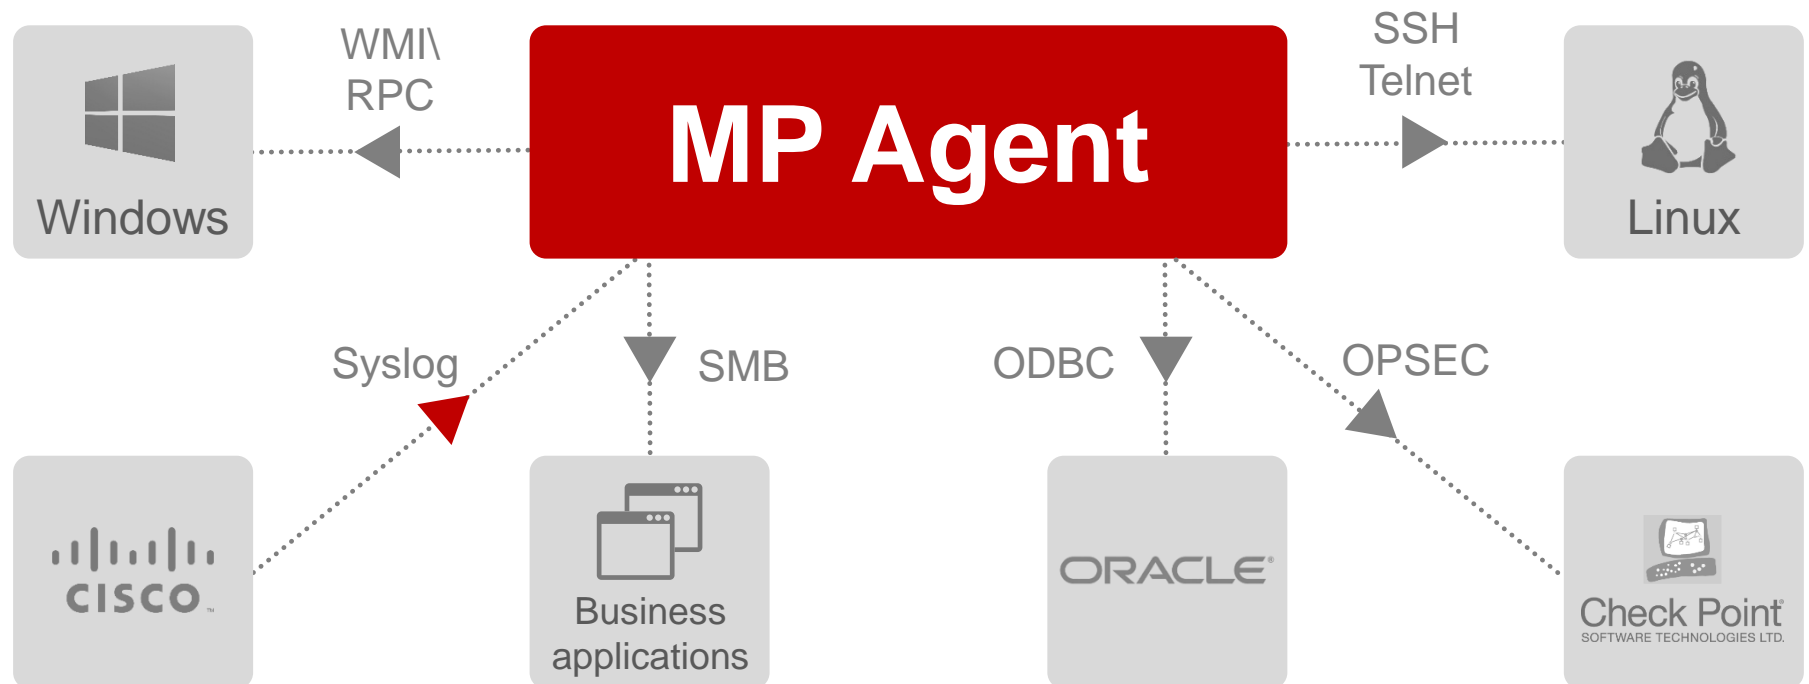 WMI\
RPC
MP Agent
SSH
Telnet
Windows
Linux
Syslog
SMB
ODBC
OPSEC
CISCO™
Business
applications
ORACLE®
Check Point®
SOFTWARE TECHNOLOGIES LTD.